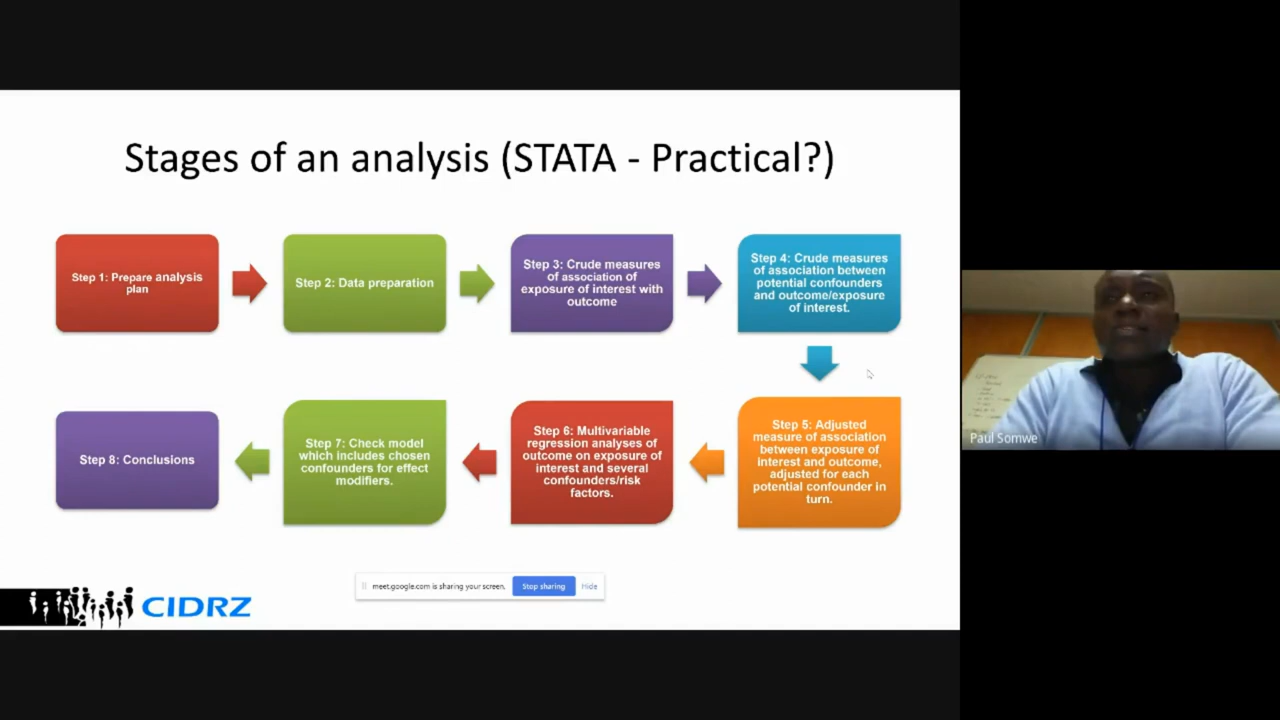 Stages of an analysis (STATA - Practical?)
Step 1: Prepare analysis
plan
Step 2: Data preparation
Step 3: Crude measures
of association of
exposure of interest with
outcome
Step 4: Crude measures
of association between
potential confounders
and outcome/exposure
of interest.
Step 5: Adjusted
measure of association
between exposure of
interest and outcome,
adjusted for each
potential confounder in
turn.
Step 6: Multivariable
regression analyses of
outcome on exposure of
interest and several
confounders/risk
factors.
Step 7: Check model
which includes chosen
confounders for effect
modifiers.
Step 8: Conclusions
meet.google.com is sharing your screen.
Stop sharing
Hide
CIDRZ
Paul Somwe